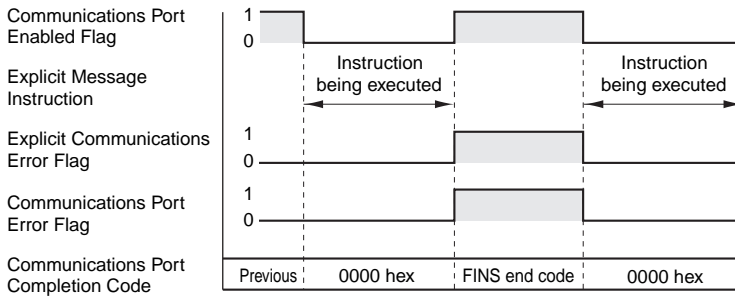 Communications Port
Enabled Flag
1
0
Explicit Message
Instruction
Instruction
being executed
Instruction
being executed
Explicit Communications
Error Flag
1
0
Communications Port
Error Flag
1
0
Communications Port
Completion Code
Previous
0000 hex
FINS end code
0000 hex